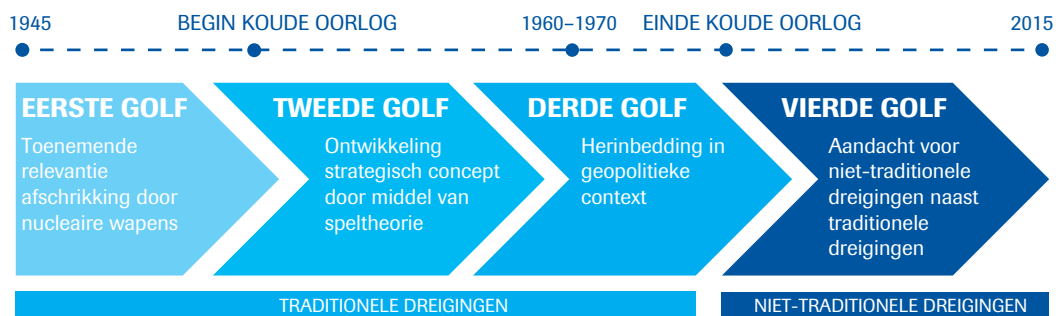 1945 BEGIN KOUDE OORLOG 1960–1970 EINDE KOUDE OORLOG 2015
EERSTE GOLF
Toenemende
relevantie
afschrikking door
nucleaire wapens
TWEEDE GOLF
Ontwikkeling
strategisch concept
door middel van
speltheorie
DERDE GOLF
Herinbedding in
geopolitieke
context
VIERDE GOLF
Aandacht voor
niet-traditionele
dreigingen naast
traditionele
dreigingen
TRADITIONELE DREIGINGEN
NIET-TRADITIONELE DREIGINGEN